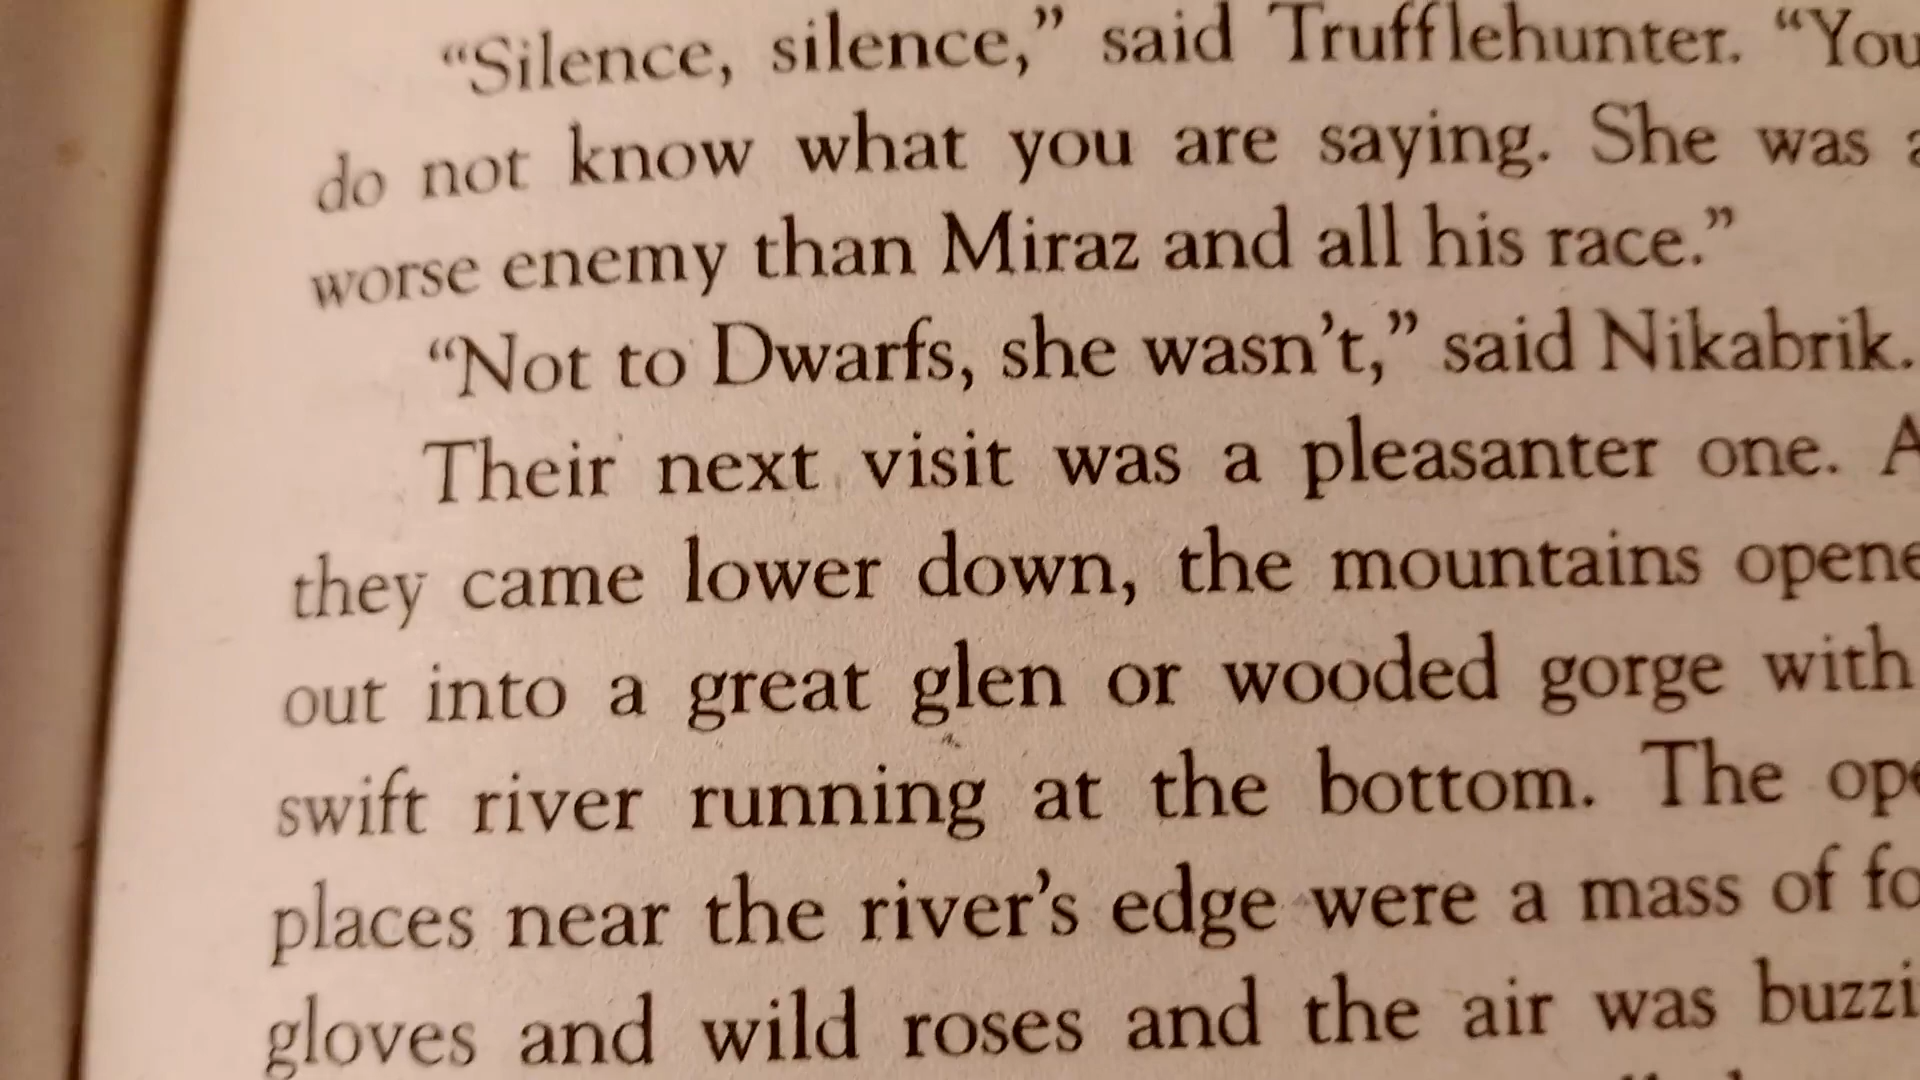 “Silence, silence,” said Trufflehunter. “You
do not know what you are saying. She was a
worse enemy than Miraz and all his race.”
“Not to Dwarfs, she wasn’t,” said Nikabrik.
Their next visit was a pleasanter one. A
they came lower down, the mountains opene
out into a great glen or wooded gorge with
swift river running at the bottom. The ope
places near the river’s edge were a mass of fo
gloves and wild roses and the air was buzzi